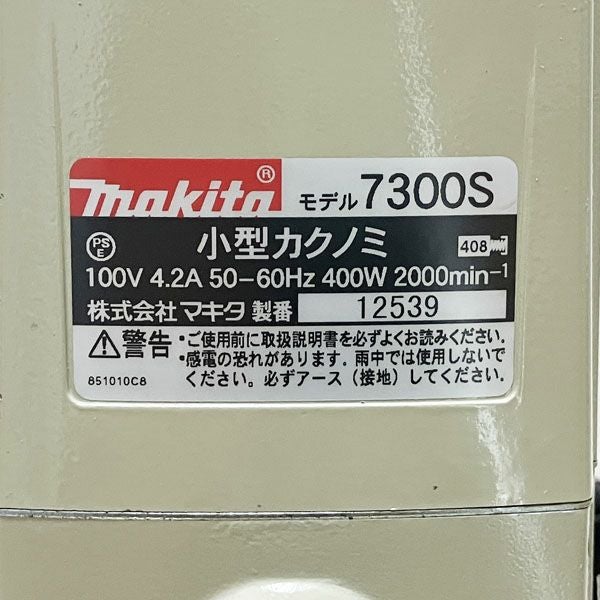 makita® モデル 7300S
PS E 小型カクノミ 408
100V 4.2A 50-60Hz 400W 2000min-1
株式会社マキタ 製番 12539
⚠警告 •ご使用前に取扱説明書を必ずよくお読みください.
•感電の恐れがあります. 雨中では使用しないで
ください。必ずアース(接地)してください.
851010C8